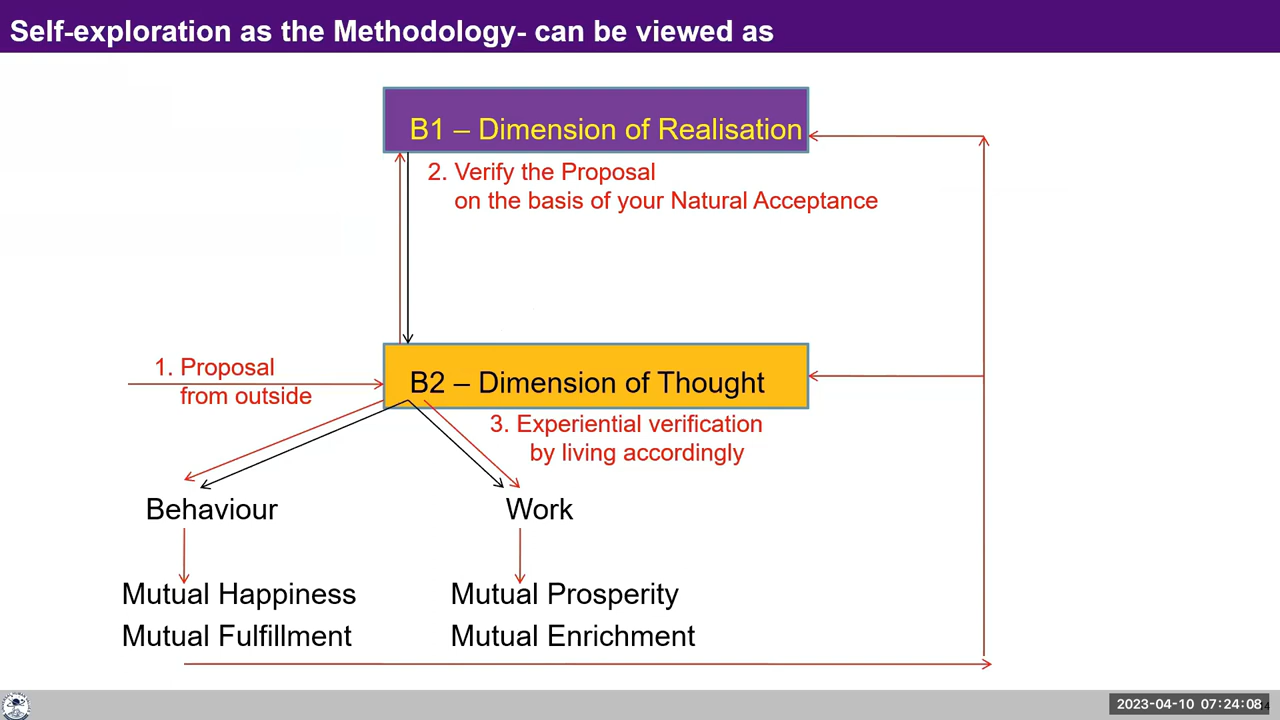 Self-exploration as the Methodology- can be viewed as
B1 – Dimension of Realisation
2. Verify the Proposal
on the basis of your Natural Acceptance
1. Proposal
from outside
B2 – Dimension of Thought
3. Experiential verification
by living accordingly
Behaviour
Work
Mutual Happiness
Mutual Fulfillment
Mutual Prosperity
Mutual Enrichment
2023-04-10 07:24:08